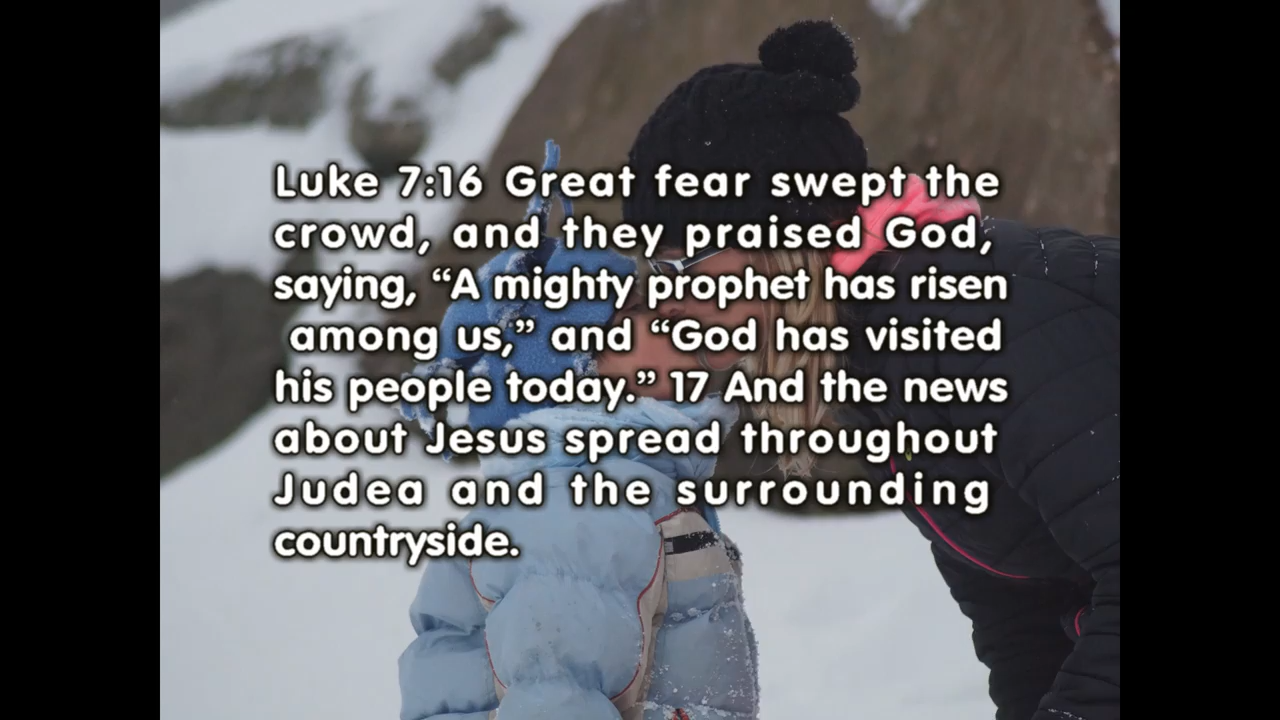 Luke 7:16 Great fear swept the
crowd, and they praised God,
saying, “A mighty prophet has risen
among us,” and “God has visited
his people today.” 17 And the news
about Jesus spread throughout
Judea and the surrounding
countryside.